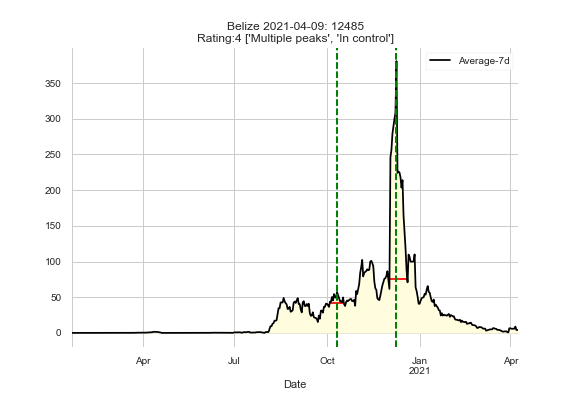 Belize 2021-04-09: 12485
Rating:4 ['Multiple peaks', 'In control']
Average-7d
350
300
250
200
150
100
50
0
Apr
Jul
Oct
Jan
2021
Apr
Date